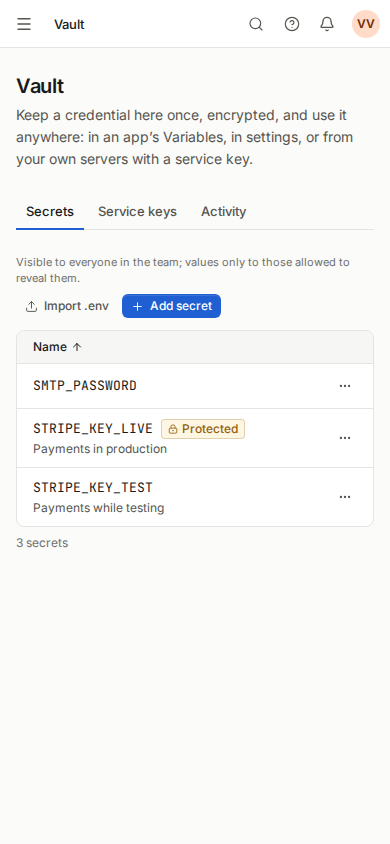 Vault
VV
Vault
Keep a credential here once, encrypted, and use it
anywhere: in an app’s Variables, in settings, or from
your own servers with a service key.
Secrets
Service keys
Activity
Visible to everyone in the team; values only to those allowed to
reveal them.
Import .env
Add secret
Name
SMTP_PASSWORD
STRIPE_KEY_LIVE
Protected
Payments in production
STRIPE_KEY_TEST
Payments while testing
3 secrets